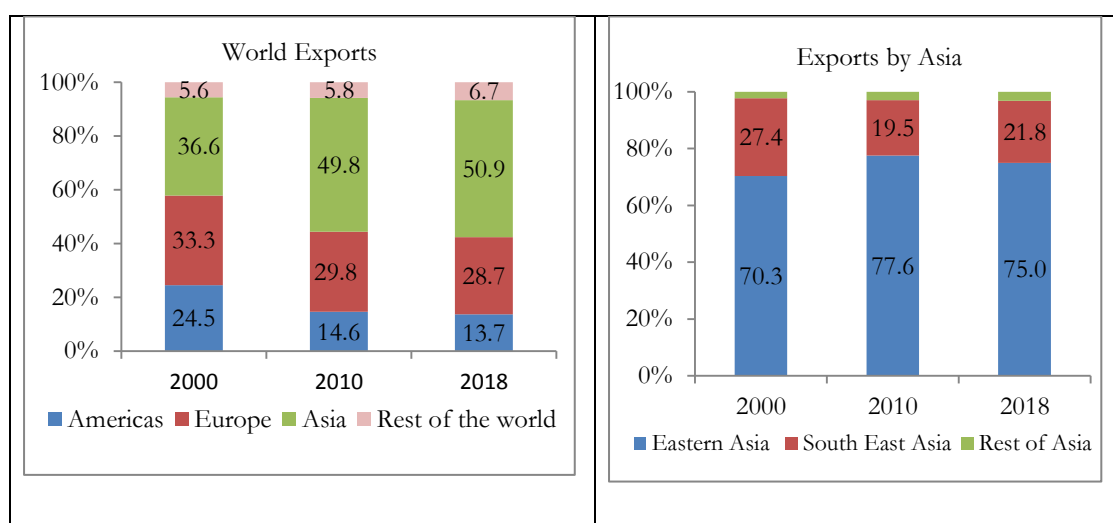 World Exports
100%
80%
60%
40%
20%
0%
5.6 5.8 6.7
36.6 49.8 50.9
33.3 29.8 28.7
24.5 14.6 13.7
2000 2010 2018
Americas Europe Asia Rest of the world
Exports by Asia
100%
80%
60%
40%
20%
0%
27.4 19.5 21.8
70.3 77.6 75.0
2000 2010 2018
Eastern Asia South East Asia Rest of Asia